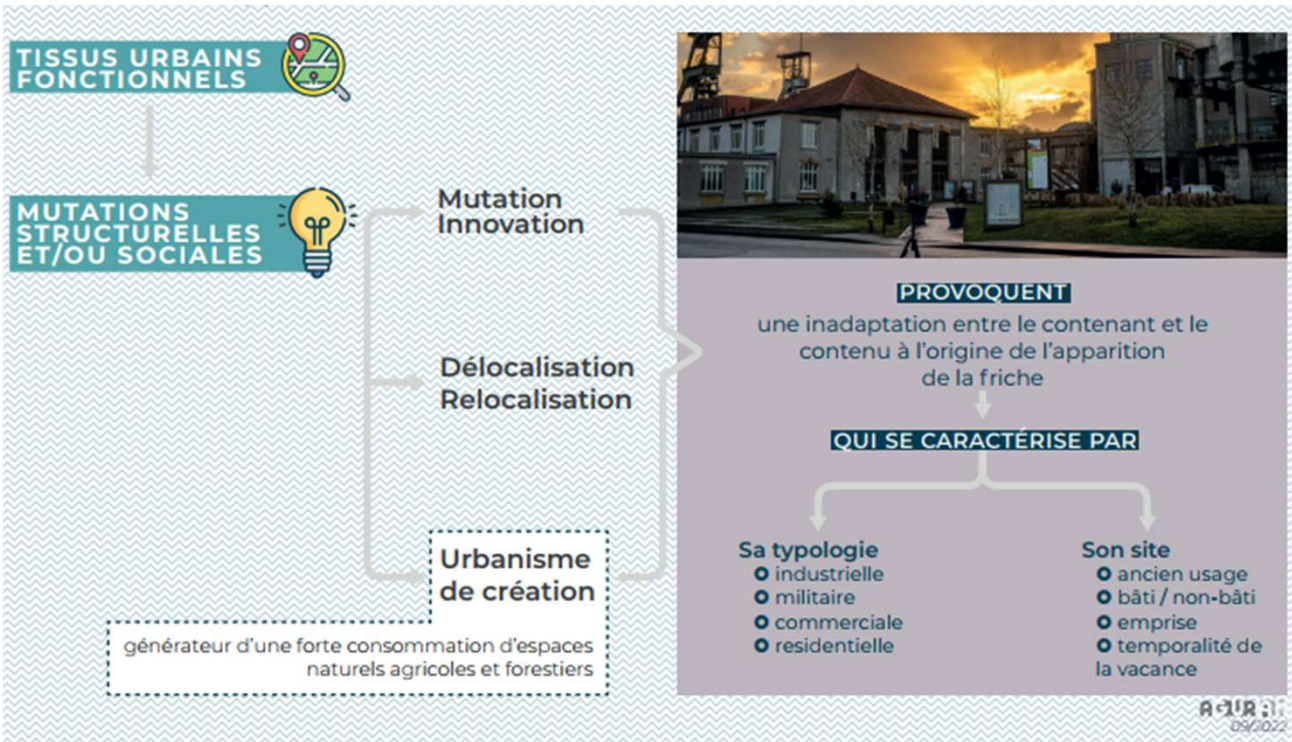 TISSUS URBAINS
FONCTIONNELS
MUTATIONS
STRUCTURELLES
ET/OU SOCIALES
Mutation
Innovation
Délocalisation
Relocalisation
Urbanisme
de création
générateur d'une forte consommation d'espaces
naturels agricoles et forestiers
PROVOQUENT
une inadaptation entre le contenant et le
contenu à l'origine de l'apparition
de la friche
QUI SE CARACTÉRISE PAR
Sa typologie
industrielle
militaire
commerciale
residentielle
Son site
ancien usage
bâti / non-bâti
emprise
temporalité de
la vacance
AGURAM
09/2022